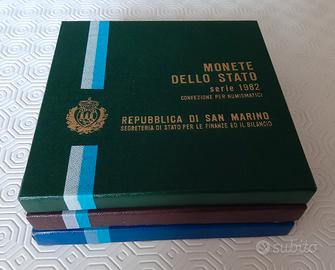 MONETE
DELLO STATO
serie 1982
CONFEZIONE PER NUMISMATICI
REPUBBLICA DI SAN MARINO
SEGRETERIA DI STATO PER LE FINANZE ED IL BILANCIO
subito